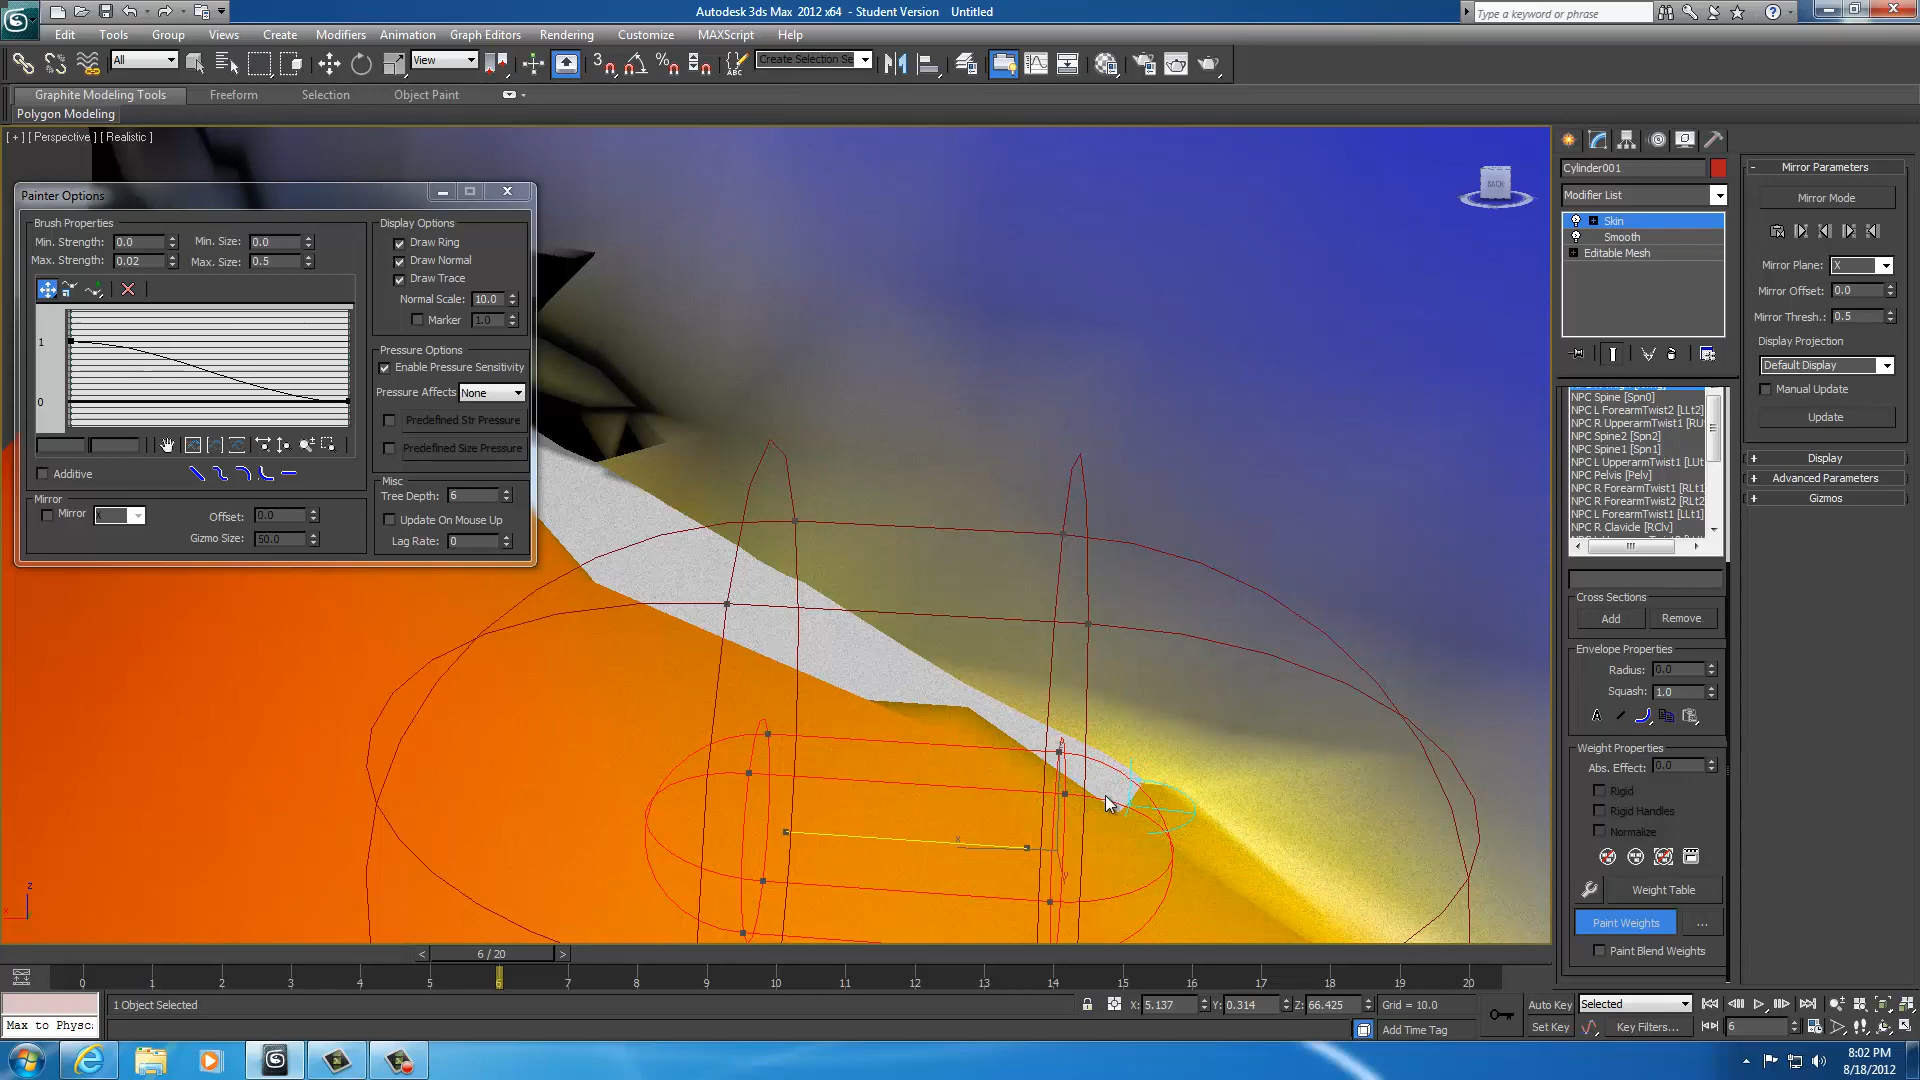 Autodesk 3ds Max 2012 x64 - Student Version Untitled
Type a keyword or phrase
Edit Tools Group Views Create Modifiers Animation Graph Editors Rendering Customize MAXScript Help
All
View
3
Create Selection Se
Graphite Modeling Tools Freeform Selection Object Paint
Polygon Modeling
[ + ] [ Perspective ] [ Realistic ]
BACK
Painter Options
Brush Properties
Min. Strength: 0.0 Min. Size: 0.0
Max. Strength: 0.02 Max. Size: 0.5
1
0
Additive
Mirror
Mirror X Offset: 0.0
Gizmo Size: 50.0
Display Options
Draw Ring
Draw Normal
Draw Trace
Normal Scale: 10.0
Marker 1.0
Pressure Options
Enable Pressure Sensitivity
Pressure Affects None
Predefined Str Pressure
Predefined Size Pressure
Misc
Tree Depth: 6
Update On Mouse Up
Lag Rate: 0
x
y
z
x
Cylinder001
Modifier List
Skin
Smooth
Editable Mesh
NPC Spine [Spn0]
NPC L ForearmTwist2 [LLt2]
NPC R UpperarmTwist1 [RU
NPC Spine2 [Spn2]
NPC Spine1 [Spn1]
NPC L UpperarmTwist1 [LUt
NPC Pelvis [Pelv]
NPC R ForearmTwist1 [RLt1]
NPC R ForearmTwist2 [RLt2]
NPC L ForearmTwist1 [LLt1]
NPC R Clavicle [RClv]
Cross Sections
Add Remove
Envelope Properties
Radius: 0.0
Squash: 1.0
A
Weight Properties
Abs. Effect: 0.0
Rigid
Rigid Handles
Normalize
Weight Table
Paint Weights ...
Paint Blend Weights
Mirror Parameters
Mirror Mode
Mirror Plane: X
Mirror Offset: 0.0
Mirror Thresh.: 0.5
Display Projection
Default Display
Manual Update
Update
Display
Advanced Parameters
Gizmos
< 6 / 20 >
0 1 2 3 4 5 6 7 8 9 10 11 12 13 14 15 16 17 18 19 20
1 Object Selected
X: 5.137 Y: 0.314 Z: 66.425 Grid = 10.0
Auto Key Selected
Max to Physc
Add Time Tag
Set Key Key Filters... 6
8:02 PM
8/18/2012